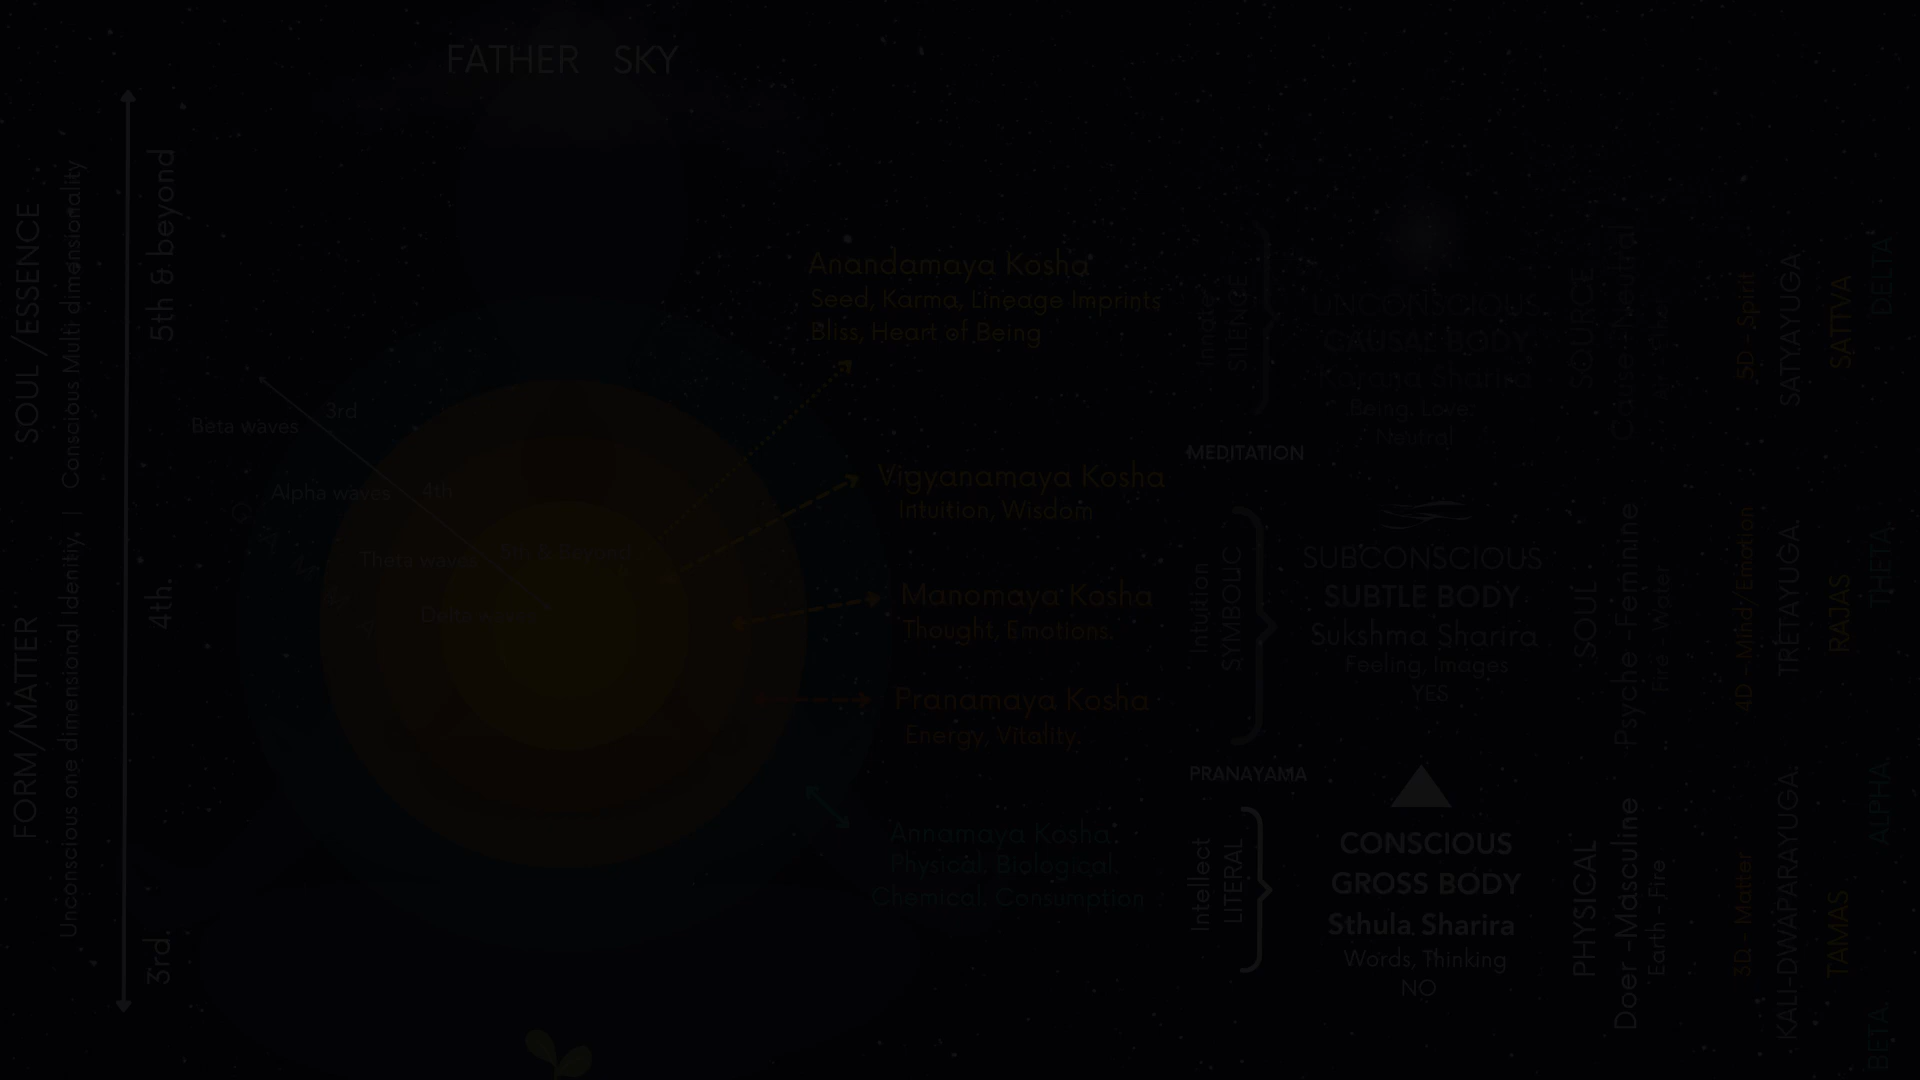 FATHER SKY
SOUL / ESSENCE
Conscious Multi dimensionality
FORM/MATTER
Unconscious one dimensional Idenitiy. |
5th & beyond
4th.
3rd.
Beta waves
3rd
Alpha waves
4th
Theta waves
5th & Beyond
Delta waves
Anandamaya Kosha
Seed, Karma, Lineage Imprints
Bliss, Heart of Being
Vigyanamaya Kosha
Intuition, Wisdom
Manomaya Kosha
Thought, Emotions.
Pranamaya Kosha
Energy, Vitality,
Annamaya Kosha
Physical, Biological.
Chemical, Consumption
Innate
SILENCE
MEDITATION
Intuition
SYMBOLIC
PRANAYAMA
Intellect
LITERAL
UNCONSCIOUS
CAUSAL BODY
Karana Sharira
Being, Love,
Neutral
SUBCONSCIOUS
SUBTLE BODY
Sukshma Sharira
Feeling, Images
YES
CONSCIOUS
GROSS BODY
Sthula Sharira
Words, Thinking
NO
SOURCE
Cause-Neutral
Air - Ether
SOUL
Psyche -Feminine
Fire - Water
PHYSICAL
Doer -Masculine
Earth - Fire
5D - Spirit
4D - Mind/Emotion
3D - Matter
SATYAYUGA
TRETAYUGA.
KALI-DWAPARAYUGA.
SATTVA
RAJAS
TAMAS
DELTA
THETA
ALPHA.
BETA.